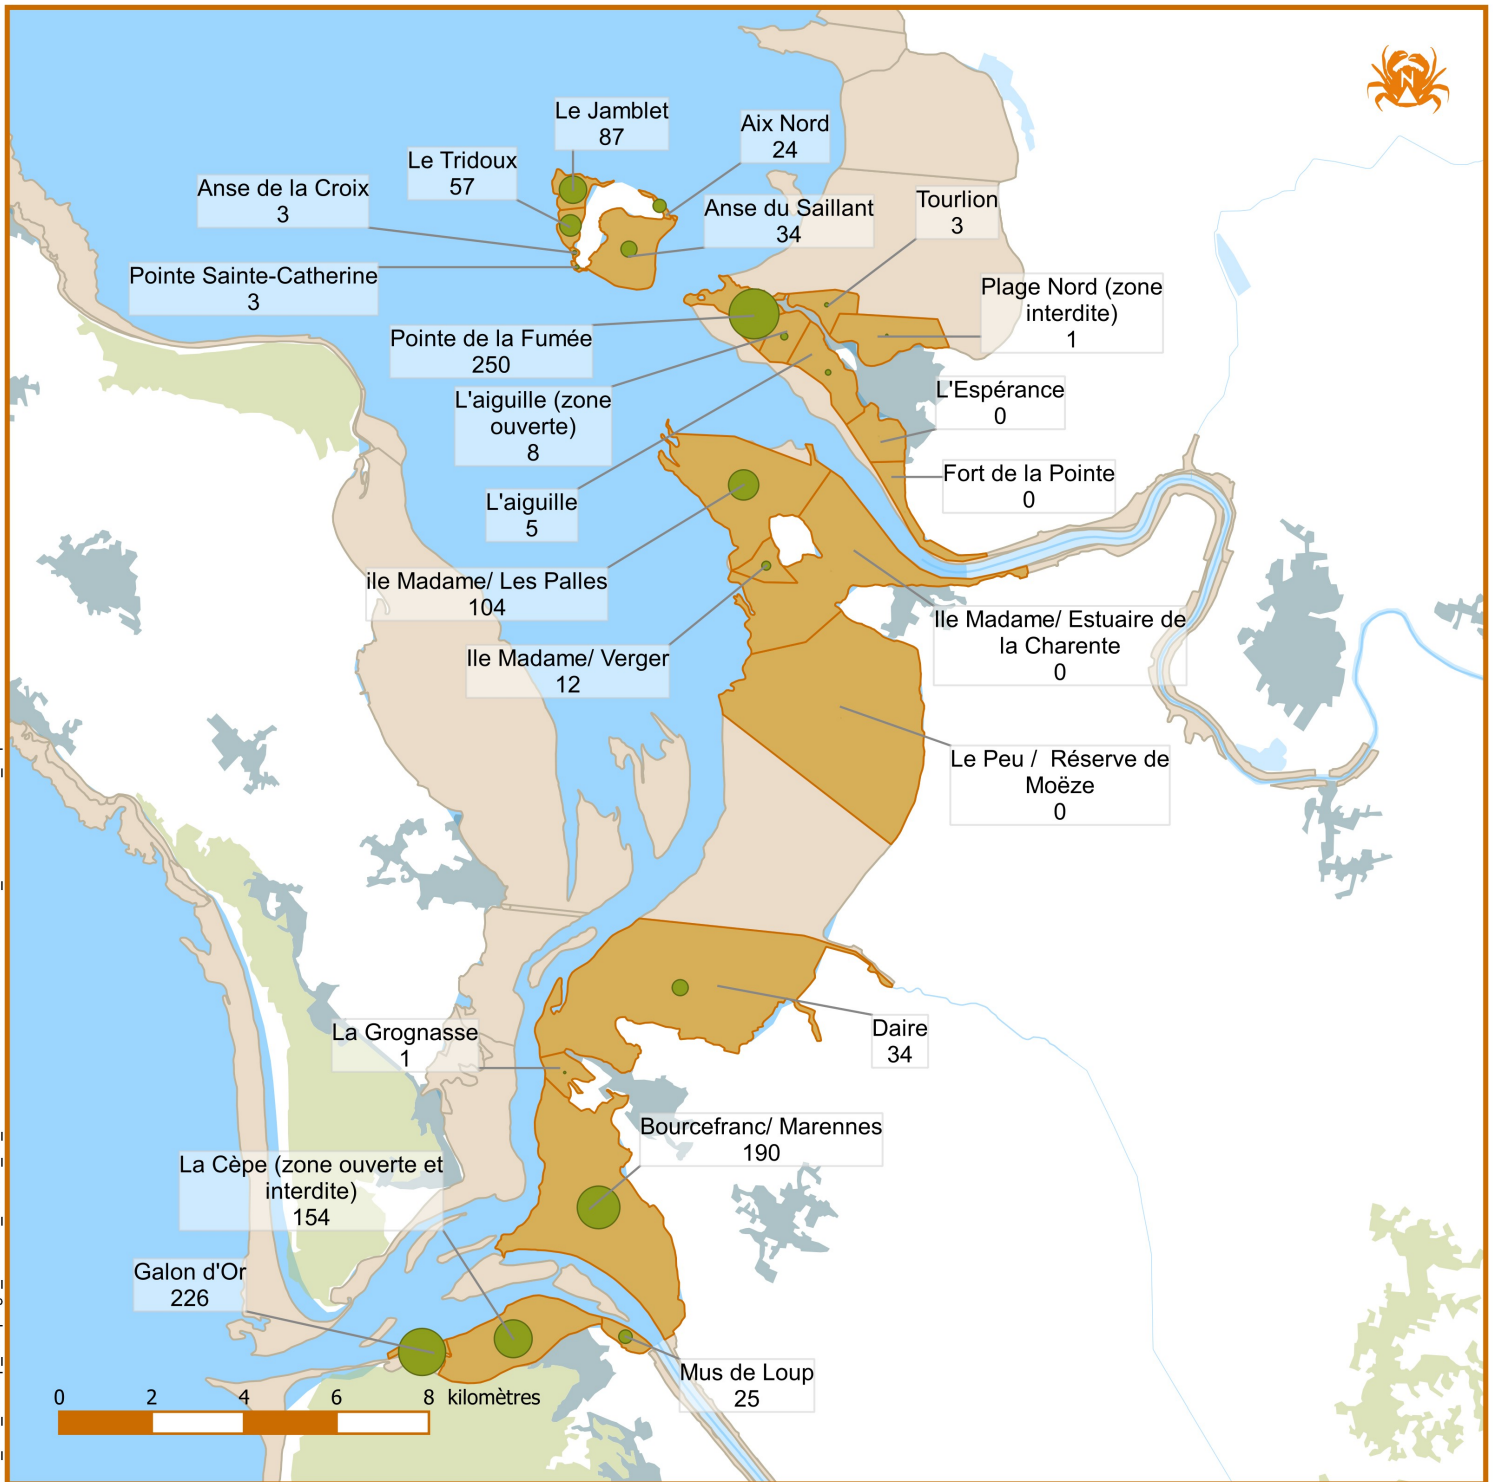 N
Le Jamblet
87
Aix Nord
24
Le Tridoux
57
Anse de la Croix
3
Anse du Saillant
34
Tourlion
3
Pointe Sainte-Catherine
3
Plage Nord (zone
interdite)
1
Pointe de la Fumée
250
L'aiguille (zone
ouverte)
8
L'Espérance
0
Fort de la Pointe
0
L'aiguille
5
ile Madame/ Les Palles
104
Ile Madame/ Estuaire de
la Charente
0
Ile Madame/ Verger
12
Le Peu /  Réserve de
Moëze
0
La Grognasse
1
Daire
34
Bourcefranc/ Marennes
190
La Cèpe (zone ouverte et
interdite)
154
Galon d'Or
226
Mus de Loup
25
0 2 4 6 8 kilomètres